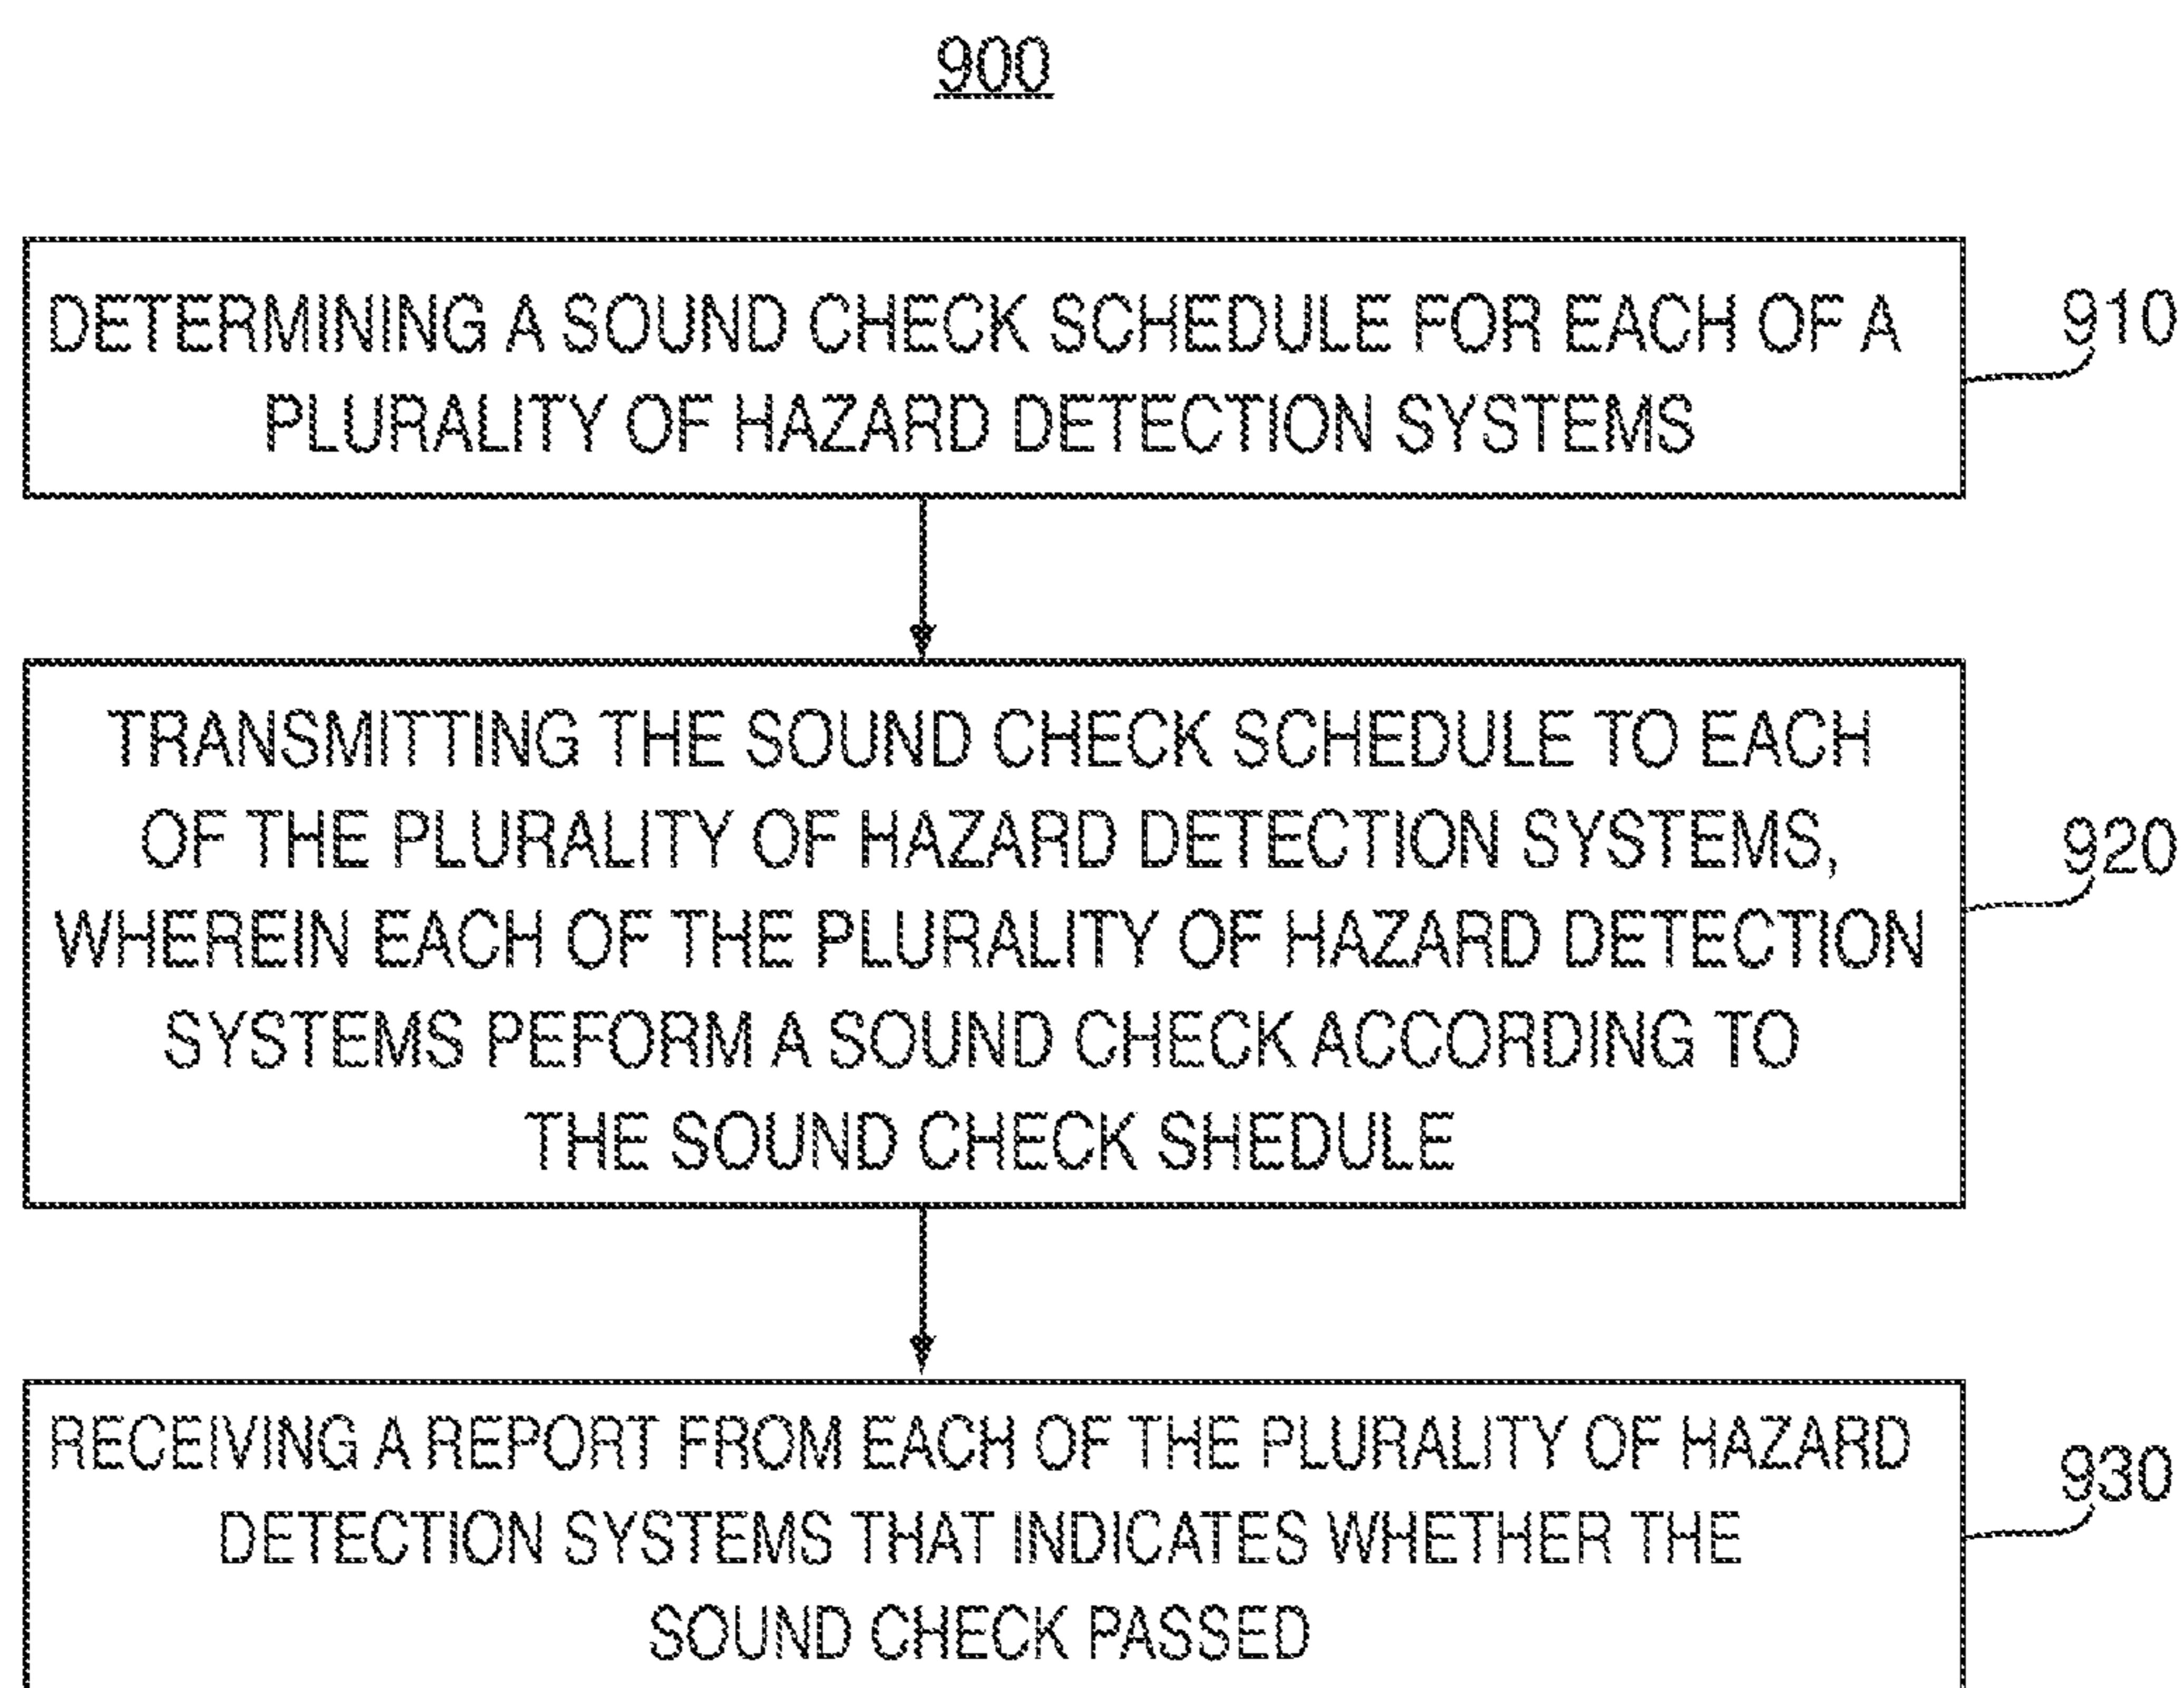 900
DETERMINING A SOUND CHECK SCHEDULE FOR EACH OF A
PLURALITY OF HAZARD DETECTION SYSTEMS
910
TRANSMITTING THE SOUND CHECK SCHEDULE TO EACH
OF THE PLURALITY OF HAZARD DETECTION SYSTEMS,
WHEREIN EACH OF THE PLURALITY OF HAZARD DETECTION
SYSTEMS PEFORM A SOUND CHECK ACCORDING TO
THE SOUND CHECK SHEDULE
920
RECEIVING A REPORT FROM EACH OF THE PLURALITY OF HAZARD
DETECTION SYSTEMS THAT INDICATES WHETHER THE
SOUND CHECK PASSED
930